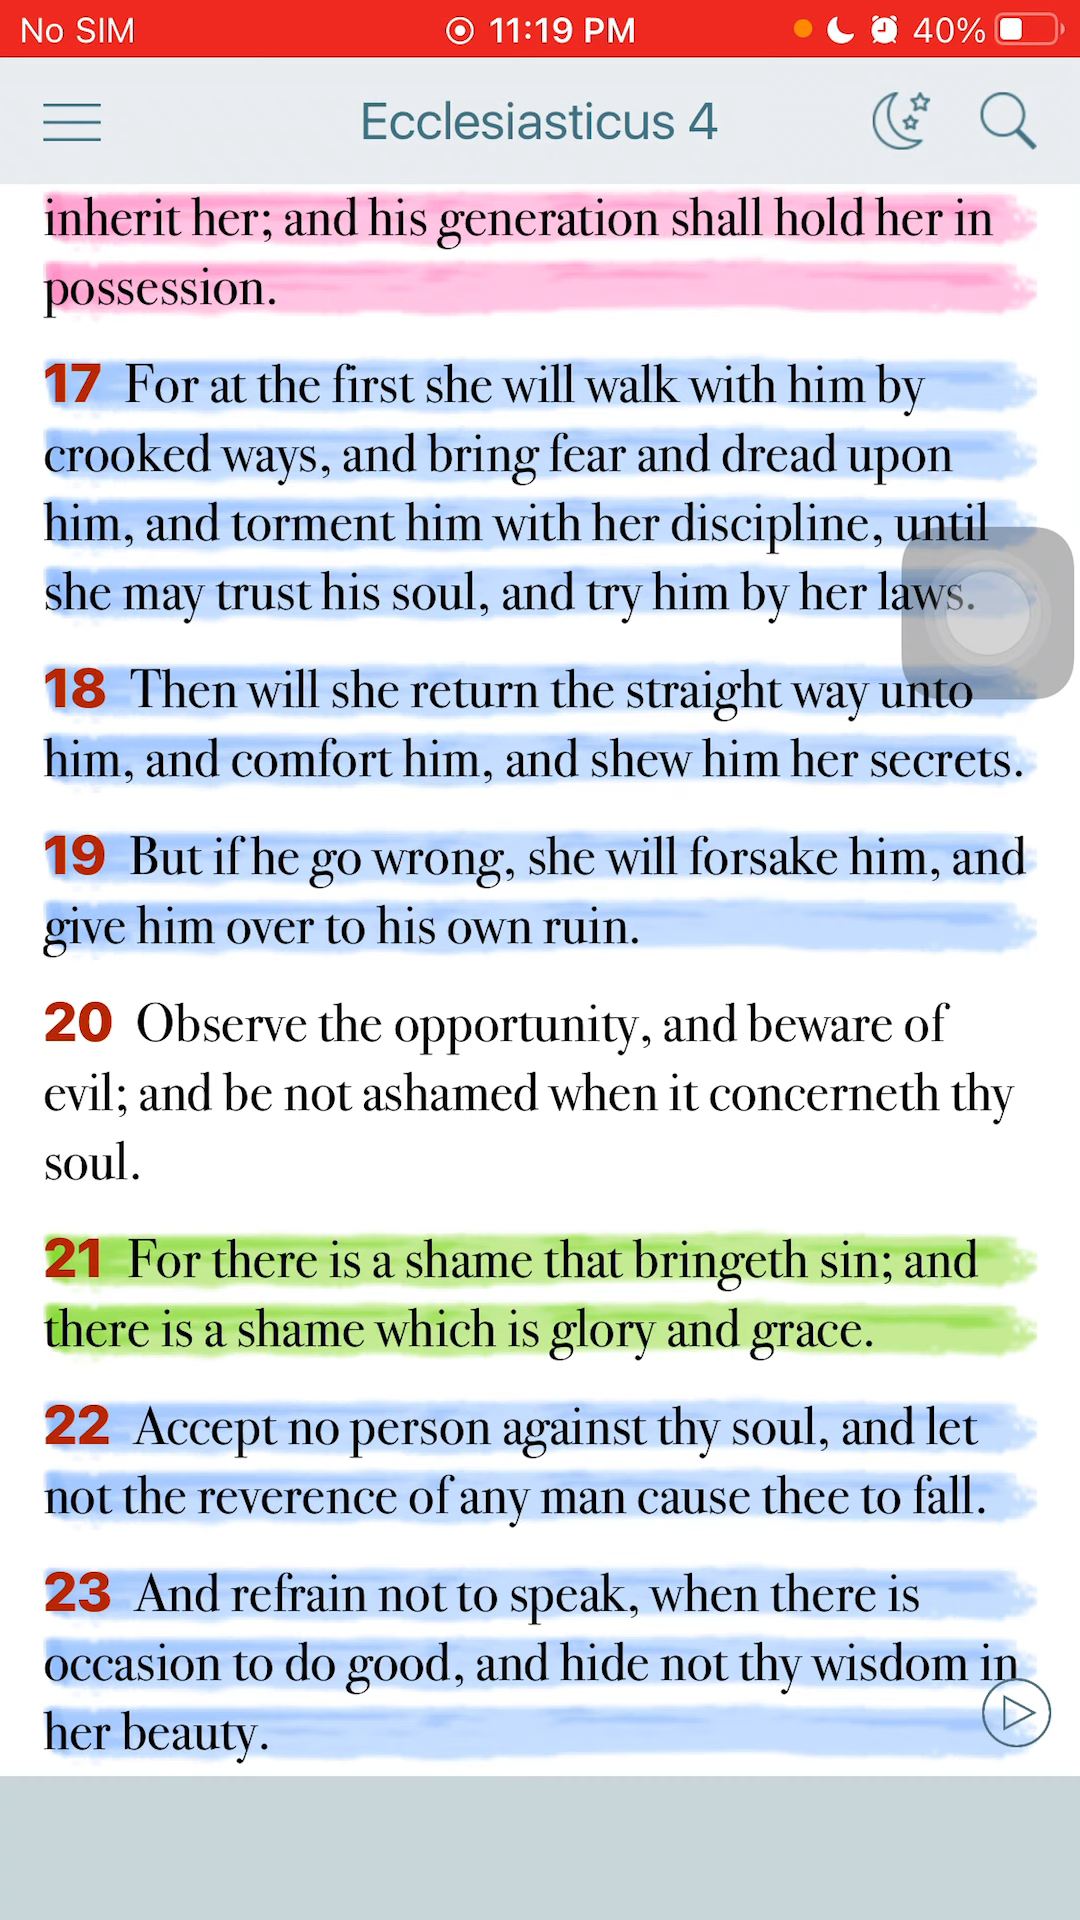 No SIM 11:19 PM 40%
Ecclesiasticus 4
inherit her; and his generation shall hold her in
possession.
17 For at the first she will walk with him by
crooked ways, and bring fear and dread upon
him, and torment him with her discipline, until
she may trust his soul, and try him by her laws.
18 Then will she return the straight way unto
him, and comfort him, and shew him her secrets.
19 But if he go wrong, she will forsake him, and
give him over to his own ruin.
20 Observe the opportunity, and beware of
evil; and be not ashamed when it concerneth thy
soul.
21 For there is a shame that bringeth sin; and
there is a shame which is glory and grace.
22 Accept no person against thy soul, and let
not the reverence of any man cause thee to fall.
23 And refrain not to speak, when there is
occasion to do good, and hide not thy wisdom in
her beauty.